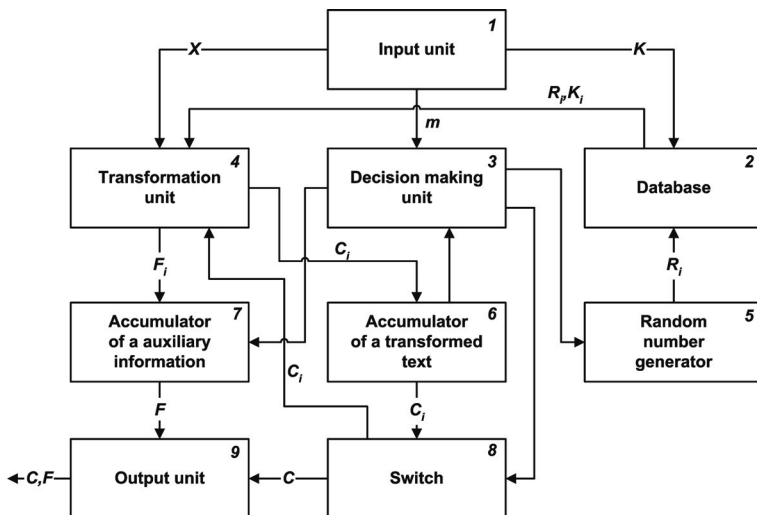 1
Input unit
X
K
R_i,K_i
m
4
Transformation
unit
3
Decision making
unit
2
Database
C_i
F_i
R_i
7
Accumulator
of a auxiliary
information
6
Accumulator
of a transformed
text
5
Random
number
generator
C_i
F
C_i
9
Output unit
8
Switch
C,F
C